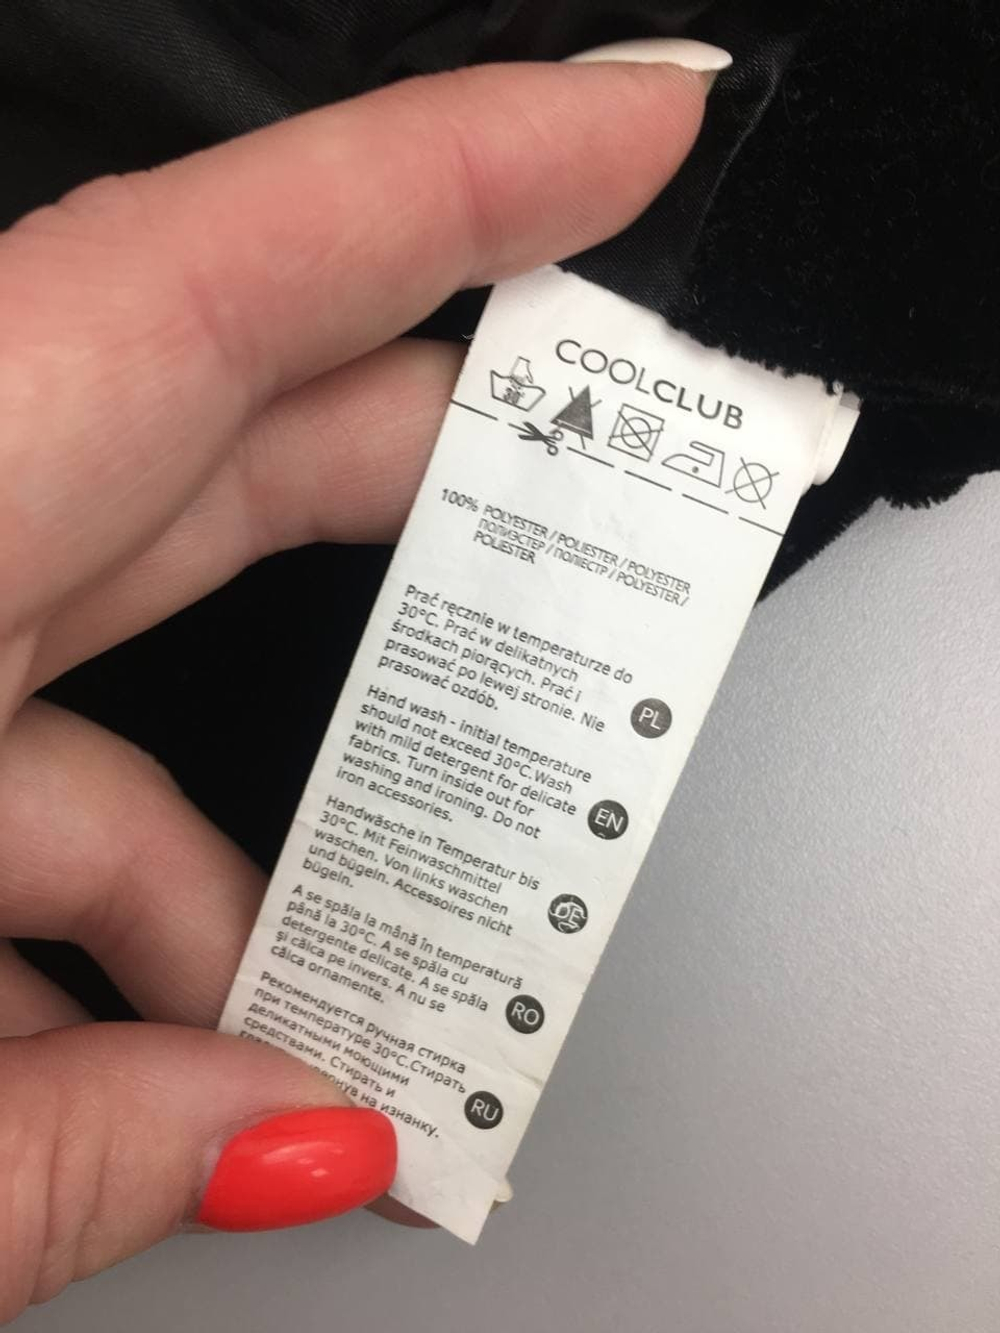 COOLCLUB
30°
100% POLYESTER / POLIESTER / POLYESTER
ПОЛИЭСТЕР / ПОЛІЕСТР / POLYESTER /
POLIESTER
Prać ręcznie w temperaturze do
30°C. Prać w delikatnych
środkach piorących. Prać i
prasować po lewej stronie. Nie
prasować ozdób.
PL
Hand wash - initial temperature
should not exceed 30°C. Wash
with mild detergent for delicate
fabrics. Turn inside out for
washing and ironing. Do not
iron accessories.
EN
Handwäsche in Temperatur bis
30°C. Mit Feinwaschmittel
waschen. Von links waschen
und bügeln. Accessoires nicht
bügeln.
DE
A se spăla la mână în temperatură
până la 30°C. A se spăla cu
detergente delicate. A se spăla
și călca pe invers. A nu se
călca ornamente.
RO
Рекомендуется ручная стирка
при температуре 30°C. Стирать
деликатными моющими
средствами. Стирать и
на изнанку.
RU